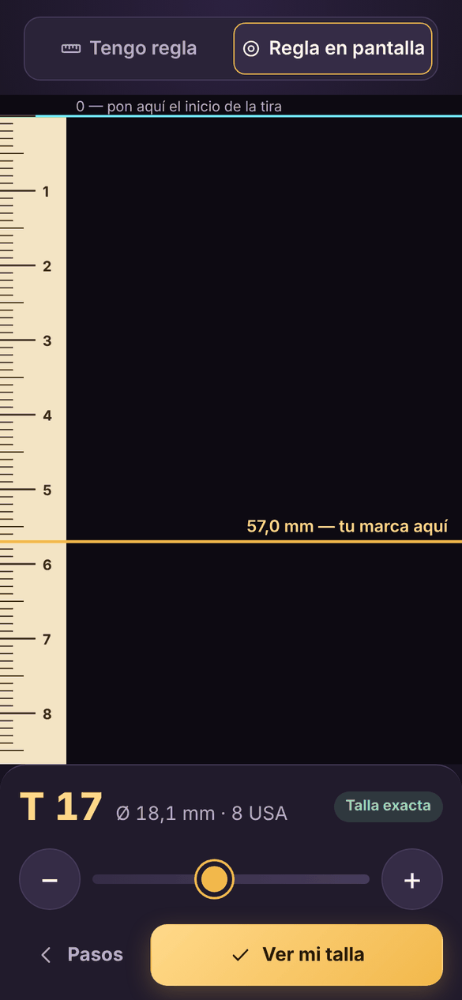 Tengo regla
Regla en pantalla
0 — pon aquí el inicio de la tira
1
2
3
4
5
57,0 mm — tu marca aquí
6
7
8
T 17 Ø 18,1 mm · 8 USA
Talla exacta
− +
Pasos
Ver mi talla